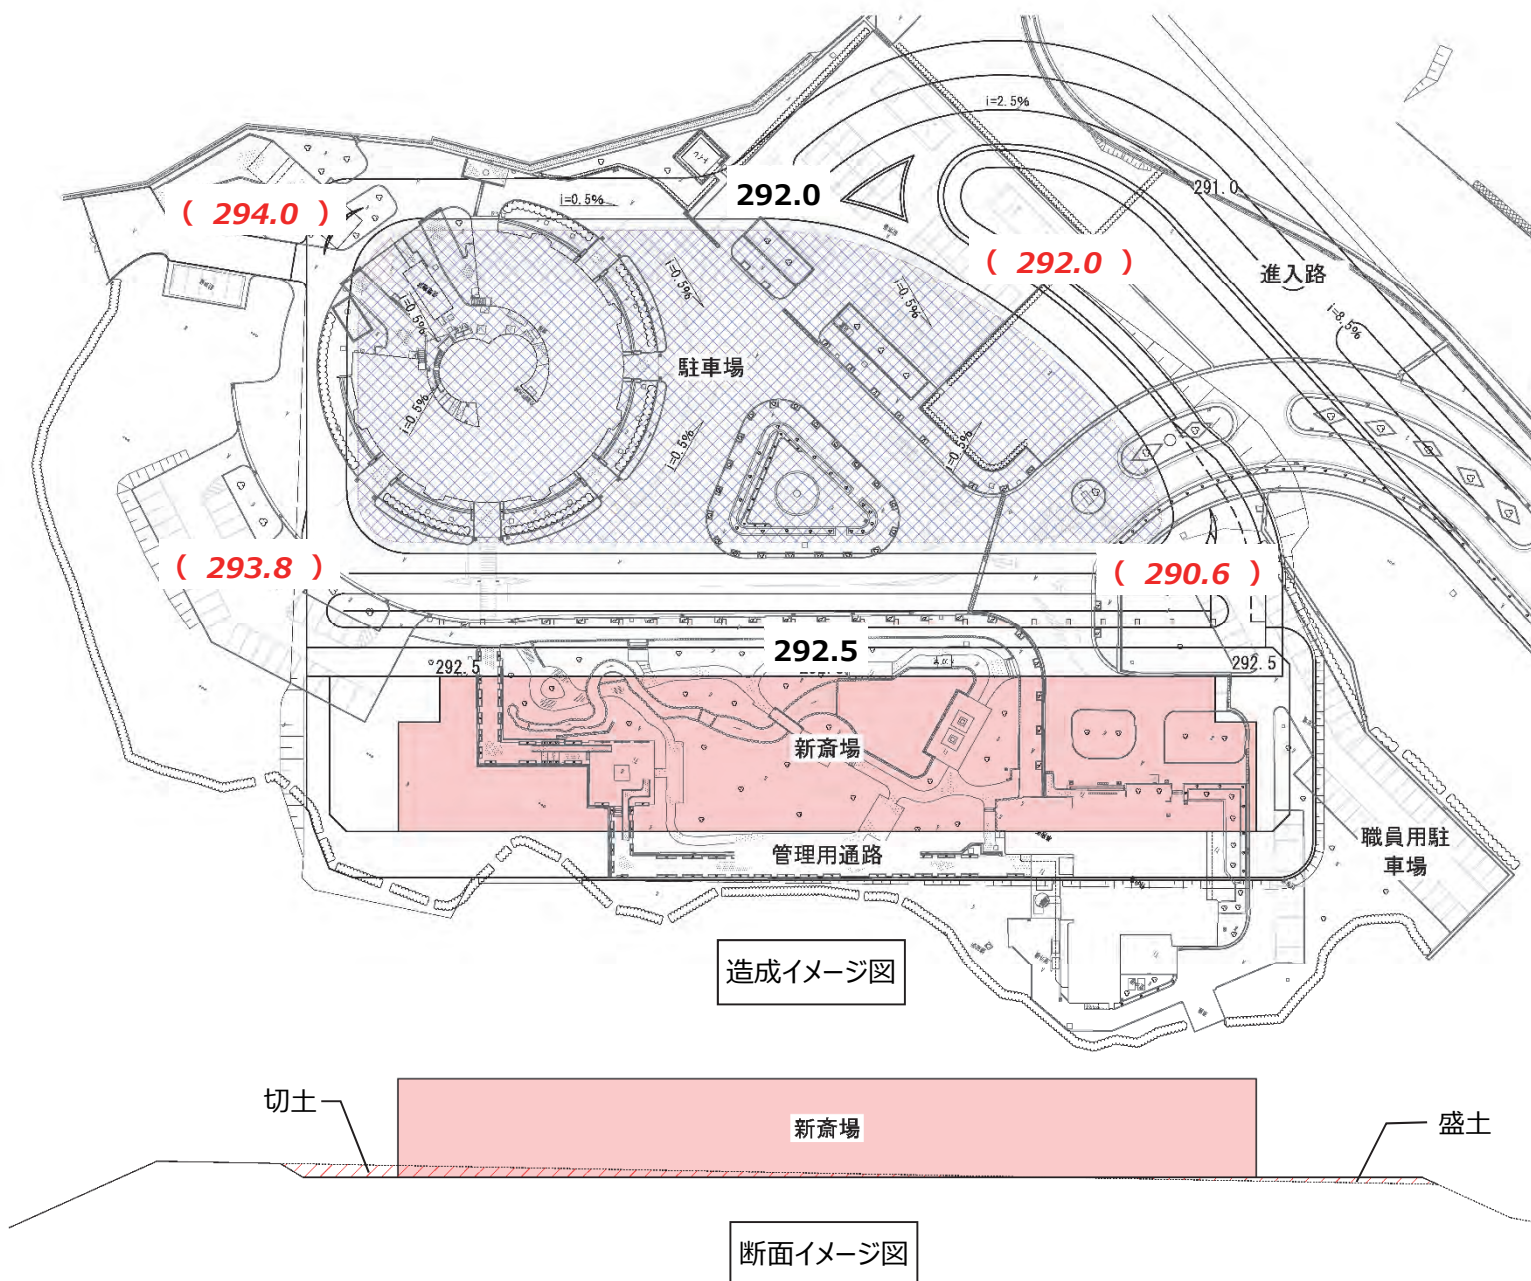 i=2.5%
291.0
( 294.0 )
i=0.5%
292.0
( 292.0 )
進入路
i=0.5%
i=0.5%
i=0.5%
i=8.5%
駐車場
i=0.5%
i=0.5%
i=0.5%
( 293.8 )
( 290.6 )
292.5
292.5
292.5
新斎場
管理用通路
職員用駐
車場
造成イメージ図
切土
新斎場
盛土
断面イメージ図